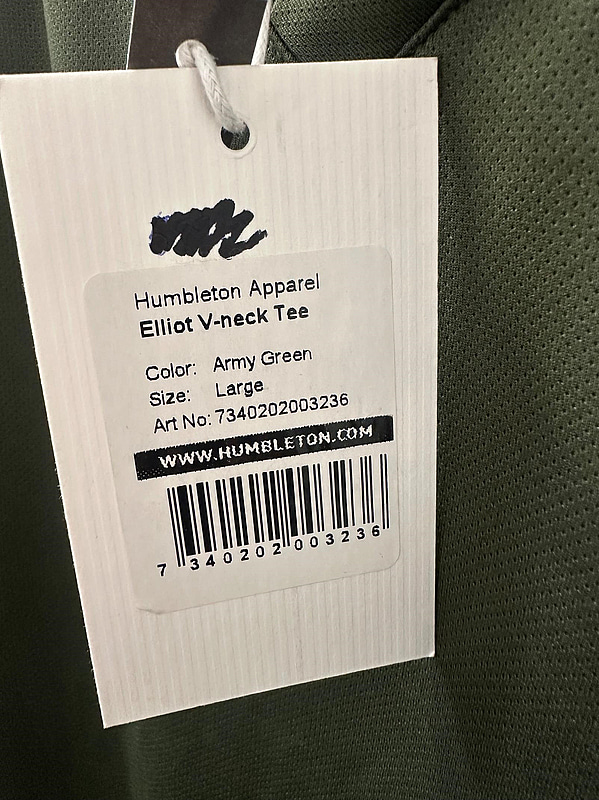 Humbleton Apparel
Elliot V-neck Tee
Color: Army Green
Size: Large
Art No: 7340202003236
WWW.HUMBLETON.COM
7 340202 003236